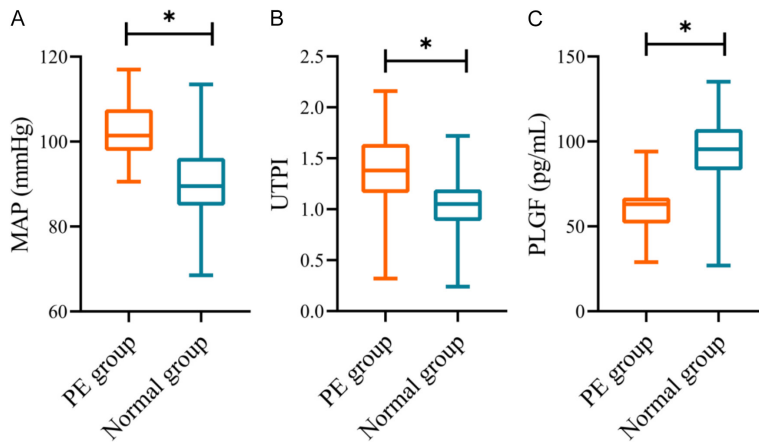 A
*
MAP (mmHg)
120
100
80
60
PE group
Normal group
B
*
UTPI
2.5
2.0
1.5
1.0
0.5
0.0
PE group
Normal group
C
*
PLGF (pg/mL)
150
100
50
0
PE group
Normal group